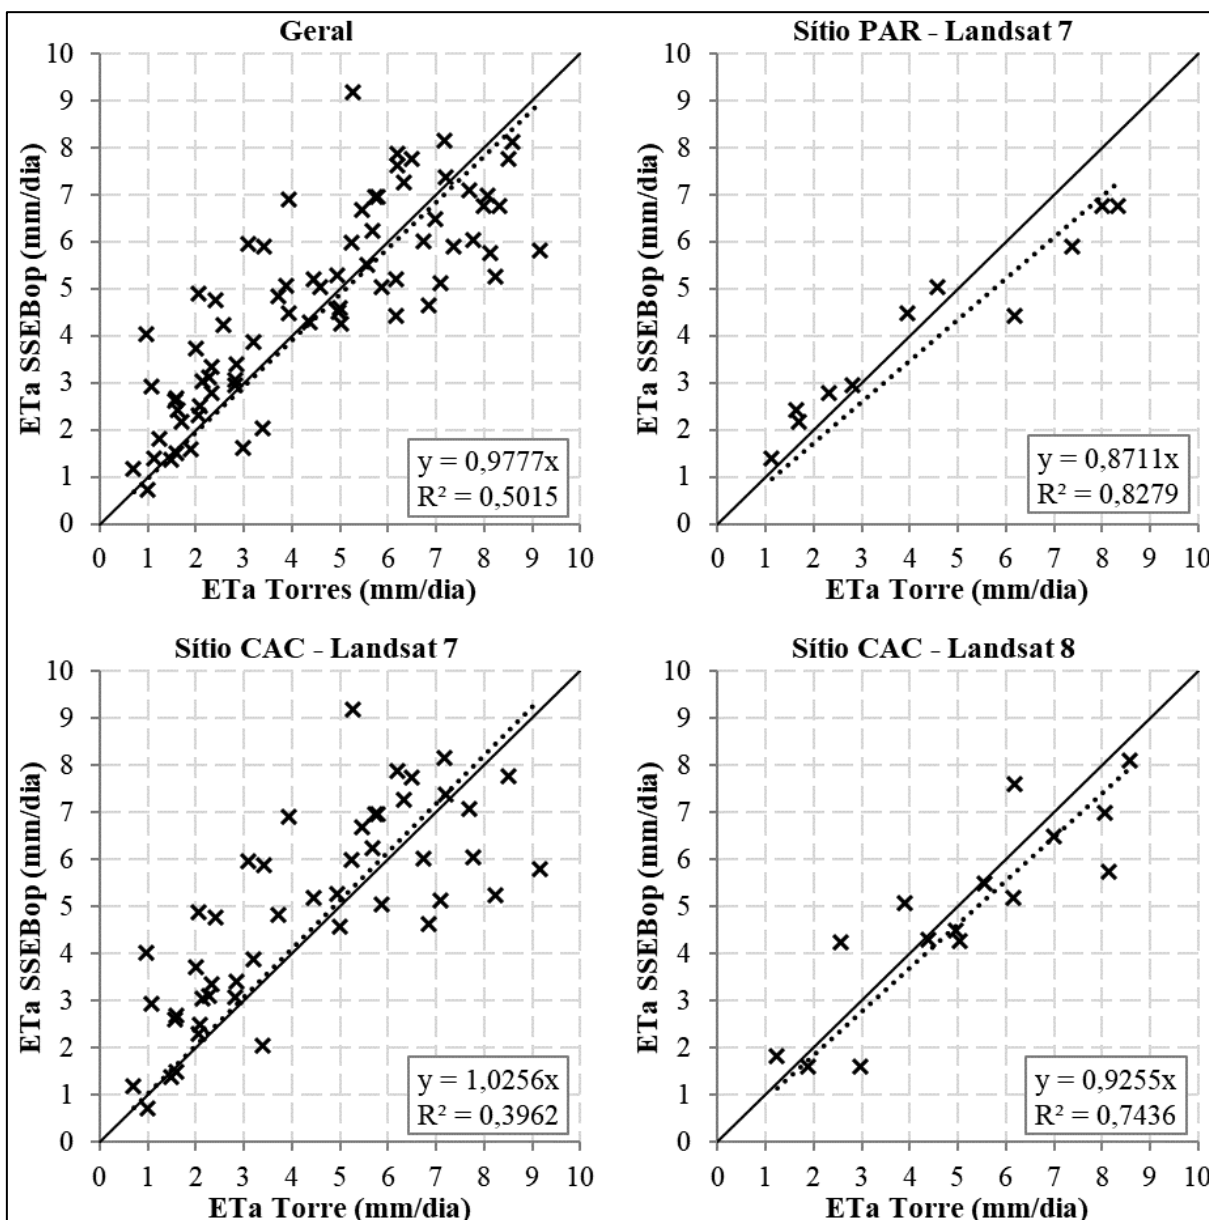 Geral
10
9
8
7
6
5
4
3
2
1
0
ETa SSEBop (mm/dia)
y = 0,9777x
R² = 0,5015
0 1 2 3 4 5 6 7 8 9 10
ETa Torres (mm/dia)
Sítio PAR - Landsat 7
10
9
8
7
6
5
4
3
2
1
0
ETa SSEBop (mm/dia)
y = 0,8711x
R² = 0,8279
0 1 2 3 4 5 6 7 8 9 10
ETa Torre (mm/dia)
Sítio CAC - Landsat 7
10
9
8
7
6
5
4
3
2
1
0
ETa SSEBop (mm/dia)
y = 1,0256x
R² = 0,3962
0 1 2 3 4 5 6 7 8 9 10
ETa Torre (mm/dia)
Sítio CAC - Landsat 8
10
9
8
7
6
5
4
3
2
1
0
ETa SSEBop (mm/dia)
y = 0,9255x
R² = 0,7436
0 1 2 3 4 5 6 7 8 9 10
ETa Torre (mm/dia)